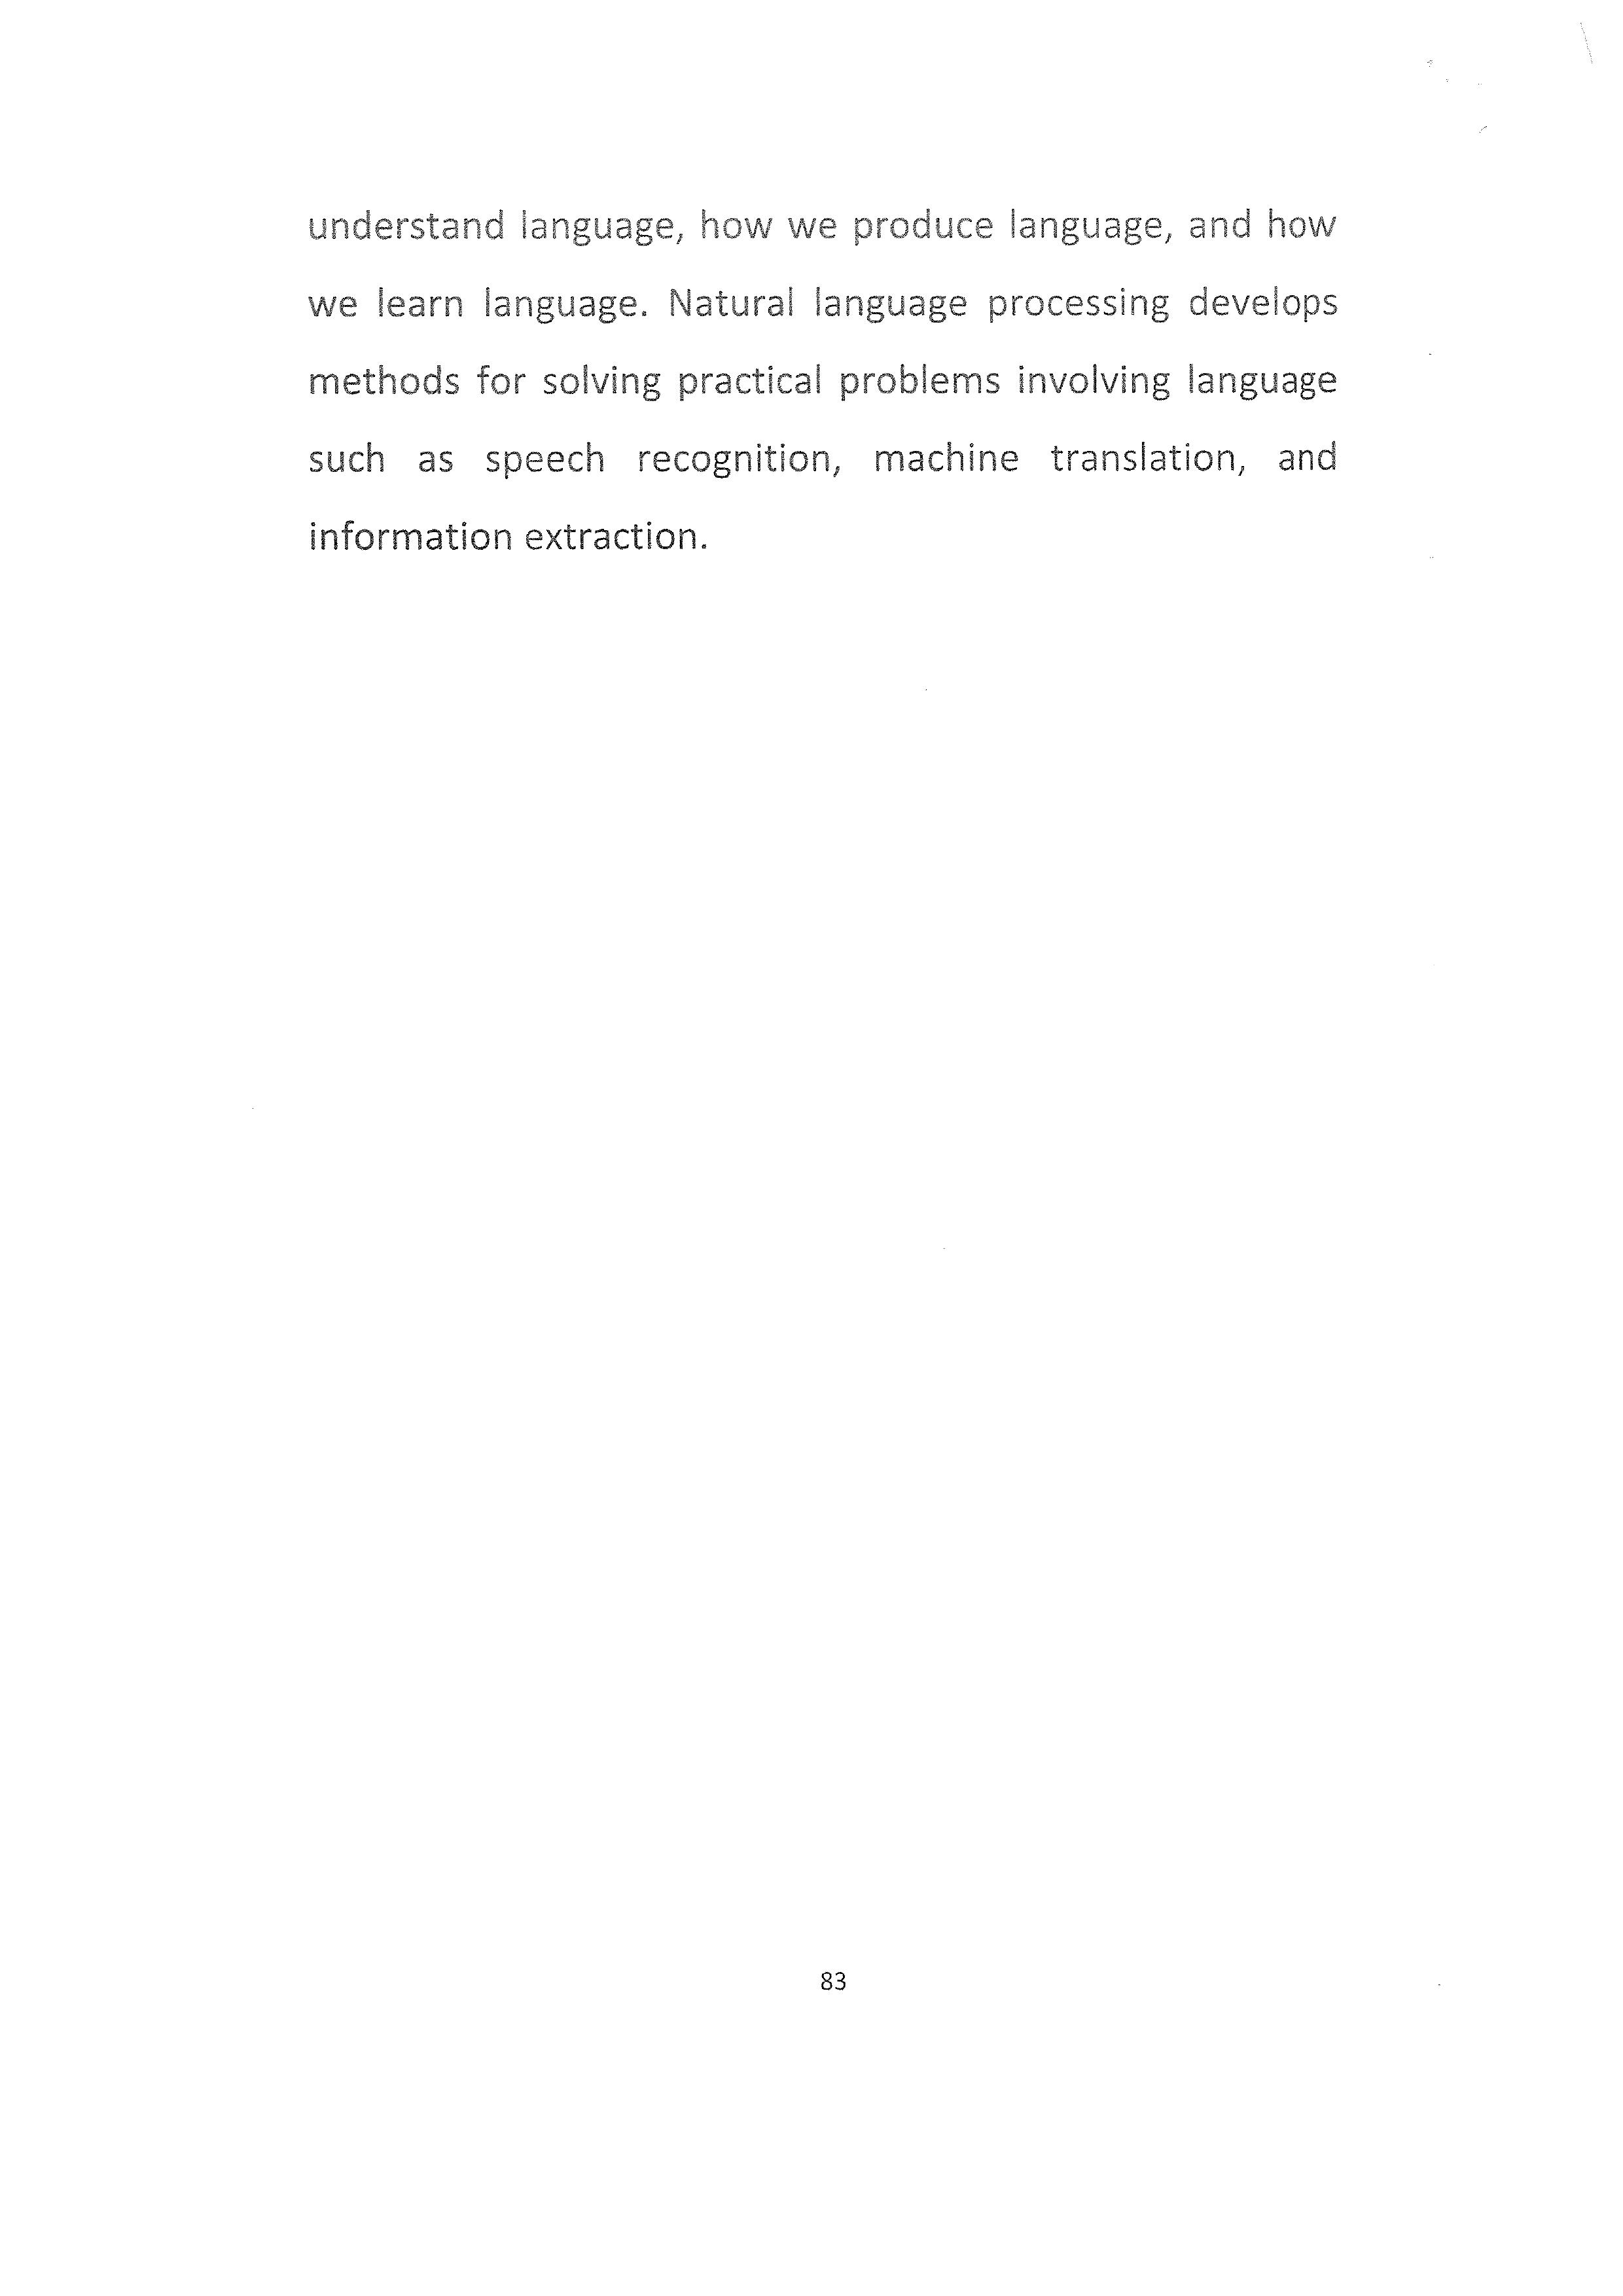 understand language, how we produce language, and how
we learn language. Natural language processing develops
methods for solving practical problems involving language
such as speech recognition, machine translation, and
information extraction.
83